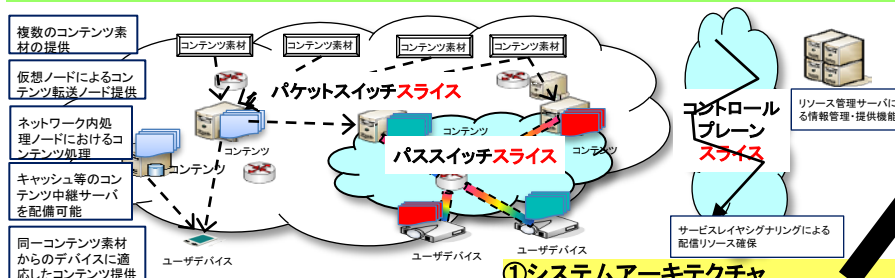 複数のコンテンツ素
材の提供
仮想ノードによるコン
テンツ転送ノード提供
ネットワーク内処
理ノードにおけるコ
ンテンツ処理
キャッシュ等のコン
テンツ中継サーバ
を配備可能
同一コンテンツ素材
からのデバイスに適
応したコンテンツ提供
コンテンツ素材
コンテンツ素材
コンテンツ素材
コンテンツ素材
パケットスイッチスライス
コンテンツ
コンテンツ
コンテンツ
コンテンツ
パススイッチスライス
ユーザデバイス
ユーザデバイス
ユーザデバイス
コントロール
プレーン
スライス
リソース管理サーバに
る情報管理・提供機能
サービスレイヤシグナリングによる
配信リソース確保
①システムアーキテクチャ